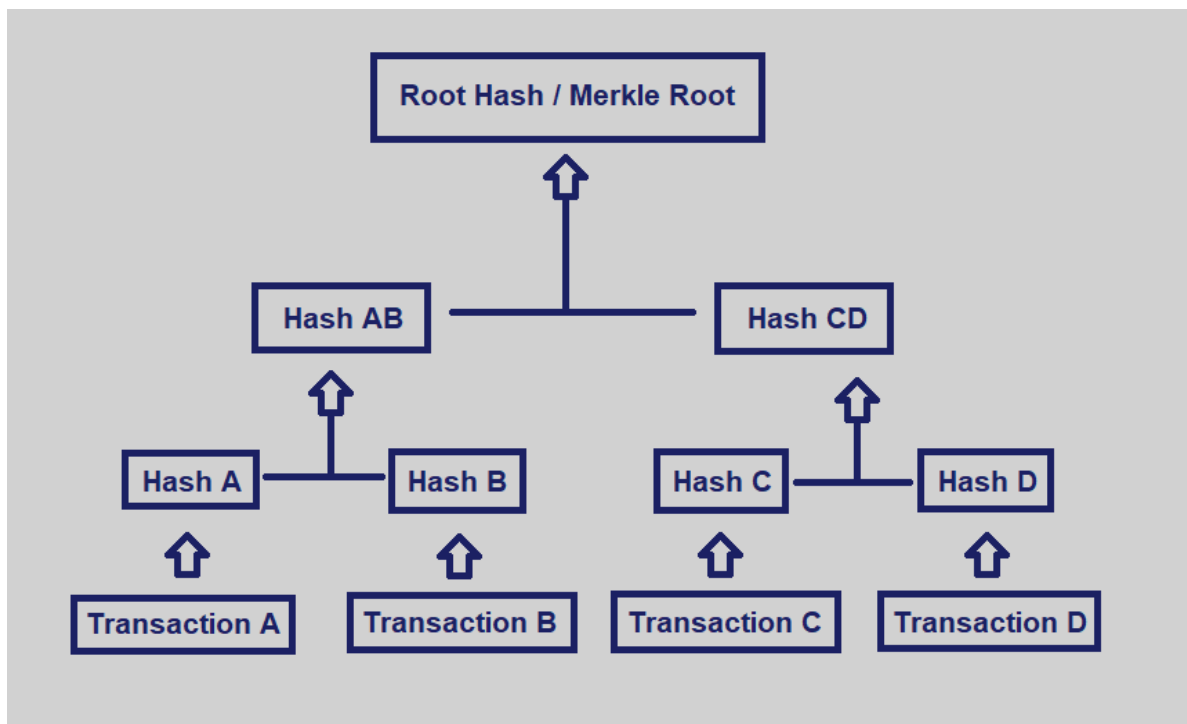 Root Hash / Merkle Root
Hash AB
Hash CD
Hash A
Hash B
Hash C
Hash D
Transaction A
Transaction B
Transaction C
Transaction D